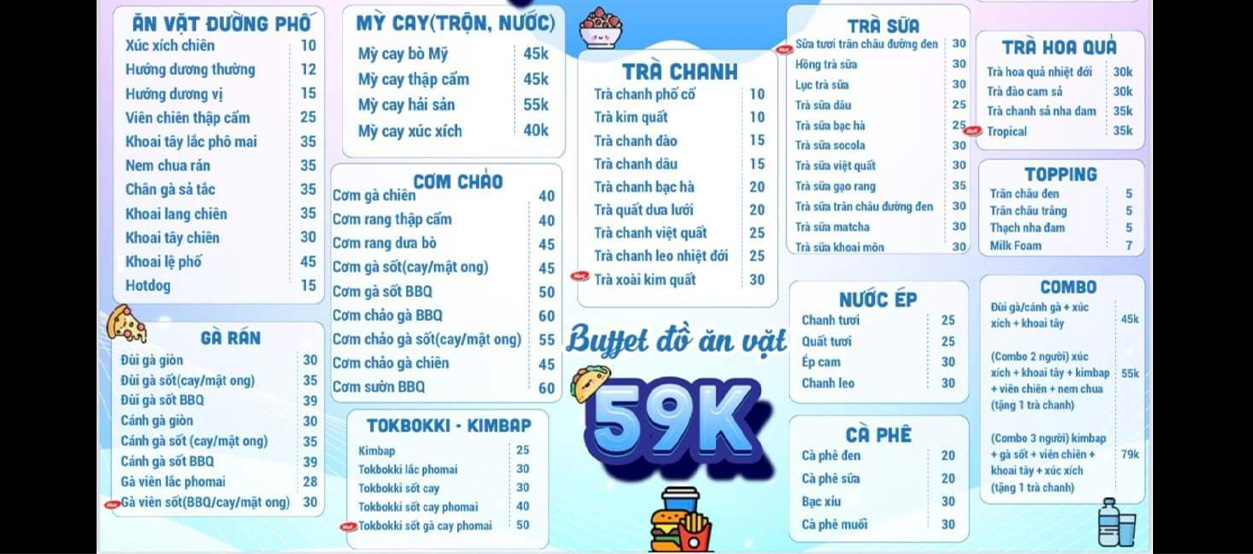 ĂN VẶT ĐƯỜNG PHỐ
Xúc xích chiên 10
Hướng dương thường 12
Hướng dương vị 15
Viên chiên thập cẩm 25
Khoai tây lắc phô mai 35
Nem chua rán 35
Chân gà sả tắc 35
Khoai lang chiên 35
Khoai tây chiên 30
Khoai lệ phố 45
Hotdog 15
GÀ RÁN
Đùi gà giòn 30
Đùi gà sốt(cay/mật ong) 35
Đùi gà sốt BBQ 39
Cánh gà giòn 30
Cánh gà sốt (cay/mật ong) 35
Cánh gà sốt BBQ 39
Gà viên lắc phomai 28
Hot Gà viên sốt(BBQ/cay/mật ong) 30
MỲ CAY(TRỘN, NƯỚC)
Mỳ cay bò Mỹ 45k
Mỳ cay thập cẩm 45k
Mỳ cay hải sản 55k
Mỳ cay xúc xích 40k
CƠM CHẢO
Cơm gà chiên 40
Cơm rang thập cẩm 40
Cơm rang dưa bò 45
Cơm gà sốt(cay/mật ong) 45
Cơm gà sốt BBQ 50
Cơm chảo gà BBQ 60
Cơm chảo gà sốt(cay/mật ong) 55
Cơm chảo gà chiên 45
Cơm sườn BBQ 60
TOKBOKKI - KIMBAP
Kimbap 25
Tokbokki lắc phomai 30
Tokbokki sốt cay 30
Tokbokki sốt cay phomai 40
Hot Tokbokki sốt gà cay phomai 50
TRÀ CHANH
Trà chanh phố cổ 10
Trà kim quất 10
Trà chanh đào 15
Trà chanh dâu 15
Trà chanh bạc hà 20
Trà quất dưa lưới 20
Trà chanh việt quất 25
Trà chanh leo nhiệt đới 25
Hot Trà xoài kim quất 30
Buffet đồ ăn vặt
59K
TRÀ SỮA
Hot Sữa tươi trân châu đường đen 30
Hồng trà sữa 30
Lục trà sữa 30
Trà sữa dâu 25
Trà sữa bạc hà 25
Trà sữa socola 30
Trà sữa việt quất 30
Trà sữa gạo rang 35
Trà sữa trân châu đường đen 30
Trà sữa matcha 30
Trà sữa khoai môn 30
NƯỚC ÉP
Chanh tươi 25
Quất tươi 25
Ép cam 30
Chanh leo 30
CÀ PHÊ
Cà phê đen 20
Cà phê sữa 20
Bạc xỉu 30
Cà phê muối 30
TRÀ HOA QUẢ
Trà hoa quả nhiệt đới 30k
Trà đào cam sả 30k
Trà chanh sả nha đam 35k
Hot Tropical 35k
TOPPING
Trân châu đen 5
Trân châu trắng 5
Thạch nha đam 5
Milk Foam 7
COMBO
Đùi gà/cánh gà + xúc
xích + khoai tây 45k
(Combo 2 người) xúc
xích + khoai tây + kimbap 55k
+ viên chiên + nem chua
(tặng 1 trà chanh)
(Combo 3 người) kimbap
+ gà sốt + viên chiên + 79k
khoai tây + xúc xích
(tặng 1 trà chanh)